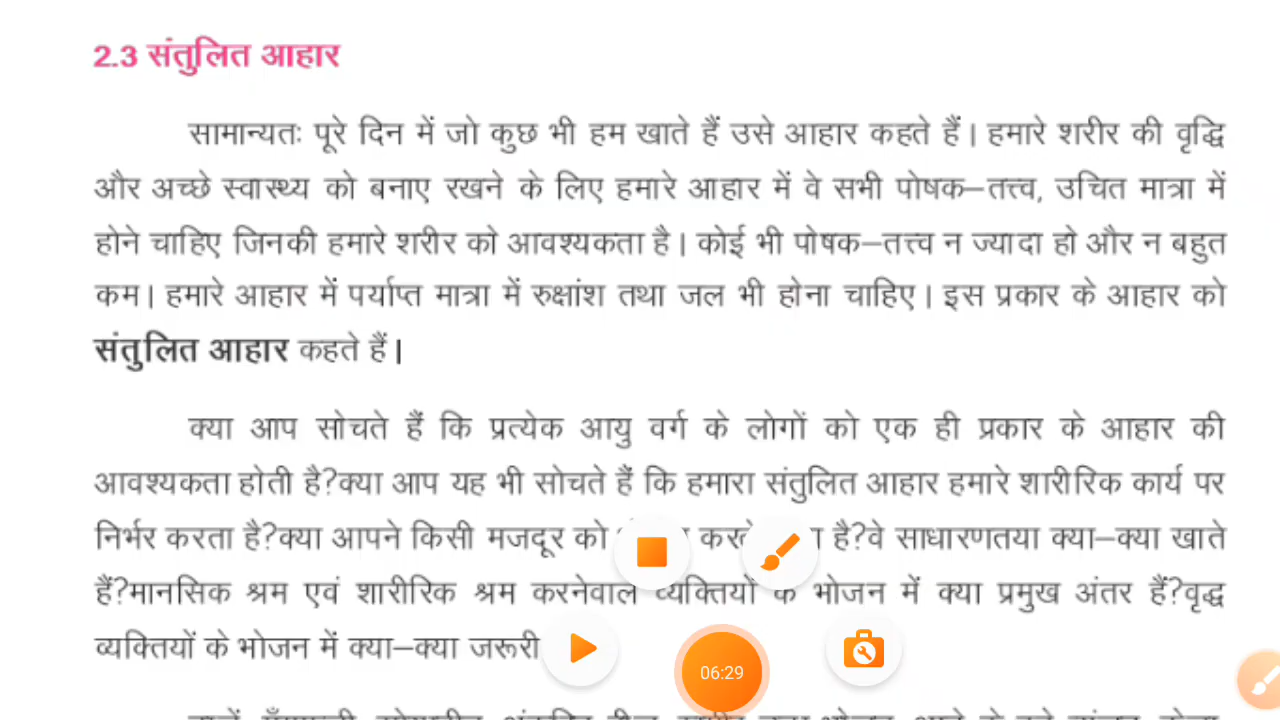 2.3 संतुलित आहार
सामान्यतः पूरे दिन में जो कुछ भी हम खाते हैं उसे आहार कहते हैं। हमारे शरीर की वृद्धि
और अच्छे स्वास्थ्य को बनाए रखने के लिए हमारे आहार में वे सभी पोषक–तत्त्व, उचित मात्रा में
होने चाहिए जिनकी हमारे शरीर को आवश्यकता है। कोई भी पोषक–तत्त्व न ज्यादा हो और न बहुत
कम। हमारे आहार में पर्याप्त मात्रा में रुक्षांश तथा जल भी होना चाहिए। इस प्रकार के आहार को
संतुलित आहार कहते हैं।
क्या आप सोचते हैं कि प्रत्येक आयु वर्ग के लोगों को एक ही प्रकार के आहार की
आवश्यकता होती है?क्या आप यह भी सोचते हैं कि हमारा संतुलित आहार हमारे शारीरिक कार्य पर
निर्भर करता है?क्या आपने किसी मजदूर को है?वे साधारणतया क्या–क्या खाते
हैं?मानसिक श्रम एवं शारीरिक श्रम करनेवाले व्यक्तियों के भोजन में क्या प्रमुख अंतर हैं?वृद्ध
व्यक्तियों के भोजन में क्या–क्या जरूरी
06:29